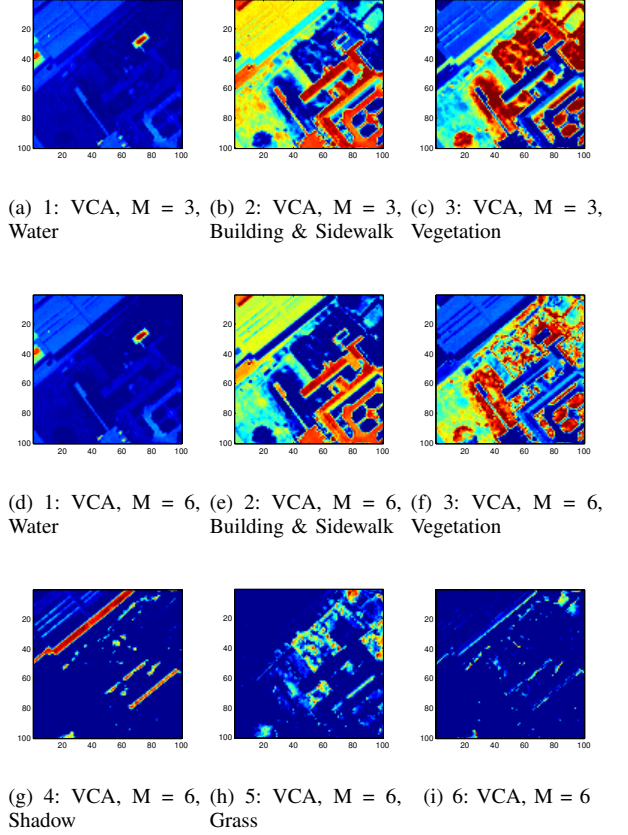 20
40
60
80
100
20 40 60 80 100
20
40
60
80
100
20 40 60 80 100
20
40
60
80
100
20 40 60 80 100
(a) 1: VCA, M = 3,
Water
(b) 2: VCA, M = 3,
Building & Sidewalk
(c) 3: VCA, M = 3,
Vegetation
20
40
60
80
100
20 40 60 80 100
20
40
60
80
100
20 40 60 80 100
20
40
60
80
100
20 40 60 80 100
(d) 1: VCA, M = 6,
Water
(e) 2: VCA, M = 6,
Building & Sidewalk
(f) 3: VCA, M = 6,
Vegetation
20
40
60
80
100
20 40 60 80 100
20
40
60
80
100
20 40 60 80 100
20
40
60
80
100
20 40 60 80 100
(g) 4: VCA, M = 6,
Shadow
(h) 5: VCA, M = 6,
Grass
(i) 6: VCA, M = 6